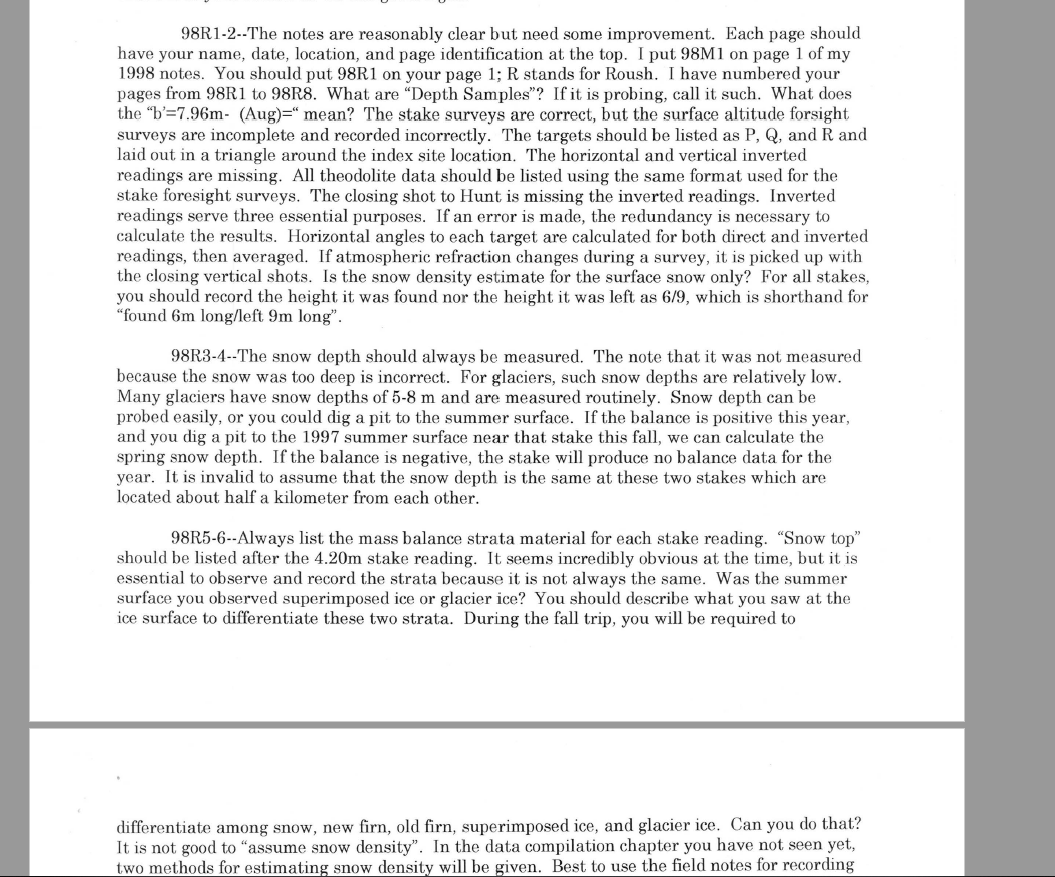 98R1-2--The notes are reasonably clear but need some improvement. Each page should
have your name, date, location, and page identification at the top. I put 98M1 on page 1 of my
1998 notes. You should put 98R1 on your page 1; R stands for Roush. I have numbered your
pages from 98R1 to 98R8. What are “Depth Samples”? If it is probing, call it such. What does
the “b’=7.96m- (Aug)=“ mean? The stake surveys are correct, but the surface altitude forsight
surveys are incomplete and recorded incorrectly. The targets should be listed as P, Q, and R and
laid out in a triangle around the index site location. The horizontal and vertical inverted
readings are missing. All theodolite data should be listed using the same format used for the
stake foresight surveys. The closing shot to Hunt is missing the inverted readings. Inverted
readings serve three essential purposes. If an error is made, the redundancy is necessary to
calculate the results. Horizontal angles to each target are calculated for both direct and inverted
readings, then averaged. If atmospheric refraction changes during a survey, it is picked up with
the closing vertical shots. Is the snow density estimate for the surface snow only? For all stakes,
you should record the height it was found nor the height it was left as 6/9, which is shorthand for
“found 6m long/left 9m long”.
98R3-4--The snow depth should always be measured. The note that it was not measured
because the snow was too deep is incorrect. For glaciers, such snow depths are relatively low.
Many glaciers have snow depths of 5-8 m and are measured routinely. Snow depth can be
probed easily, or you could dig a pit to the summer surface. If the balance is positive this year,
and you dig a pit to the 1997 summer surface near that stake this fall, we can calculate the
spring snow depth. If the balance is negative, the stake will produce no balance data for the
year. It is invalid to assume that the snow depth is the same at these two stakes which are
located about half a kilometer from each other.
98R5-6--Always list the mass balance strata material for each stake reading. “Snow top”
should be listed after the 4.20m stake reading. It seems incredibly obvious at the time, but it is
essential to observe and record the strata because it is not always the same. Was the summer
surface you observed superimposed ice or glacier ice? You should describe what you saw at the
ice surface to differentiate these two strata. During the fall trip, you will be required to
differentiate among snow, new firn, old firn, superimposed ice, and glacier ice. Can you do that?
It is not good to “assume snow density”. In the data compilation chapter you have not seen yet,
two methods for estimating snow density will be given. Best to use the field notes for recording